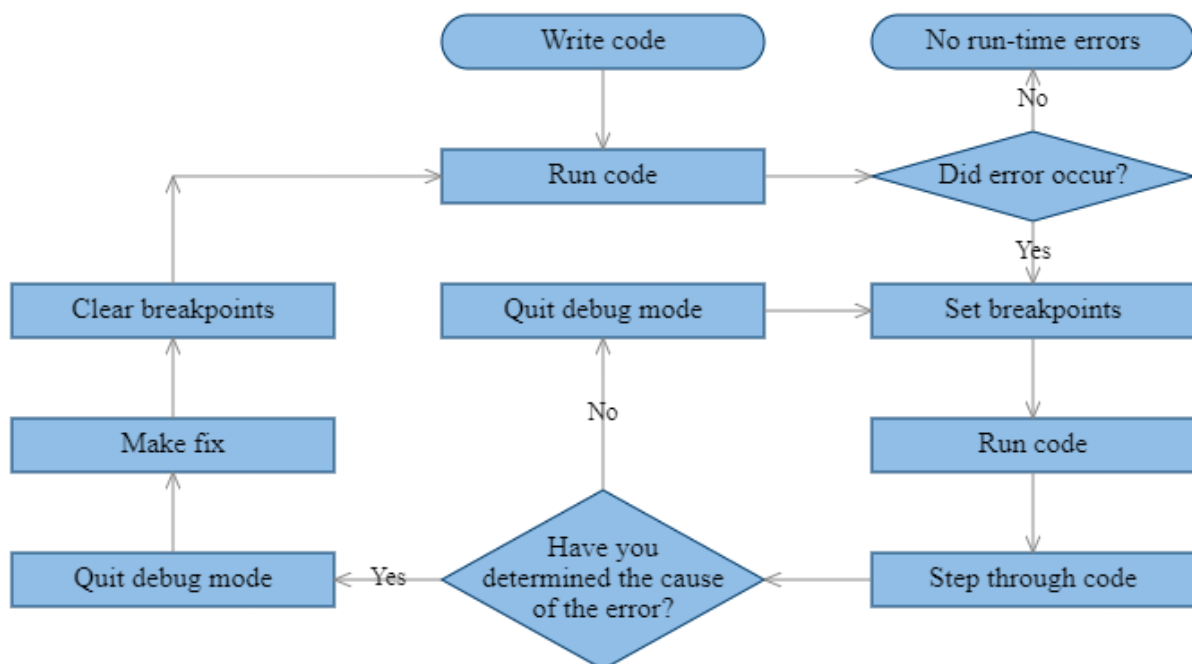 Write code
No run-time errors
No
Run code
Did error occur?
Yes
Clear breakpoints
Quit debug mode
Set breakpoints
No
Make fix
Run code
Have you
determined the cause
of the error?
Quit debug mode
Yes
Step through code